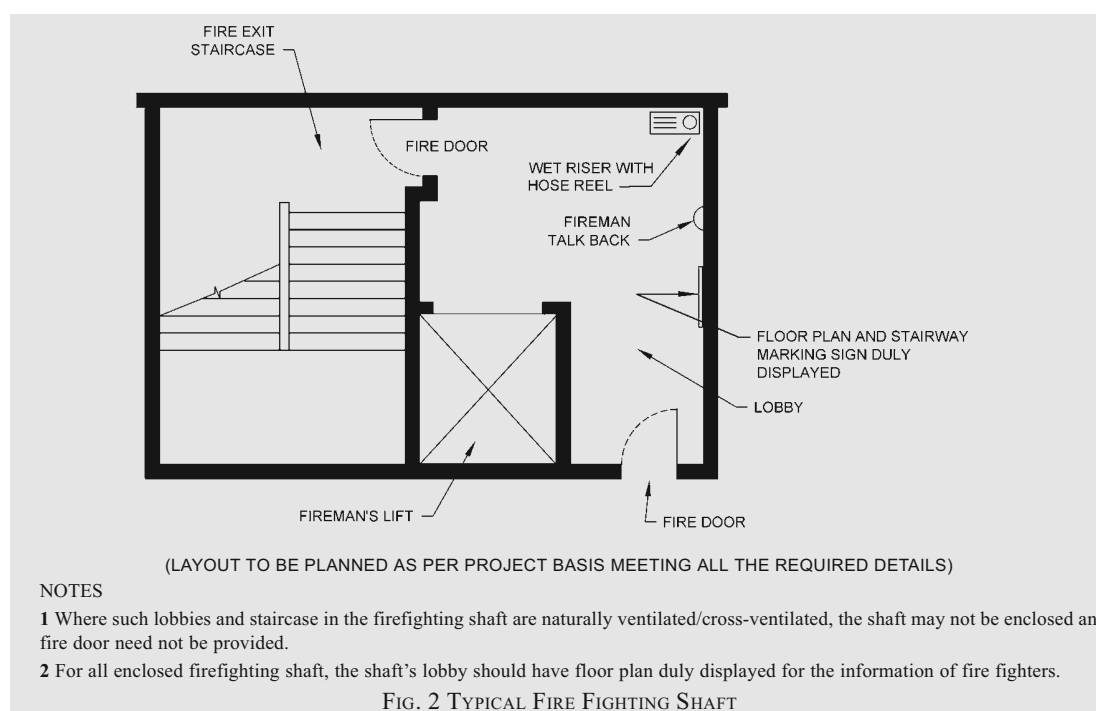 FIRE EXIT
STAIRCASE
FIRE DOOR
WET RISER WITH
HOSE REEL
FIREMAN
TALK BACK
FLOOR PLAN AND STAIRWAY
MARKING SIGN DULY
DISPLAYED
LOBBY
FIREMAN'S LIFT
FIRE DOOR
(LAYOUT TO BE PLANNED AS PER PROJECT BASIS MEETING ALL THE REQUIRED DETAILS)
NOTES
1 Where such lobbies and staircase in the firefighting shaft are naturally ventilated/cross-ventilated, the shaft may not be enclosed an
fire door need not be provided.
2 For all enclosed firefighting shaft, the shaft's lobby should have floor plan duly displayed for the information of fire fighters.
FIG. 2 TYPICAL FIRE FIGHTING SHAFT